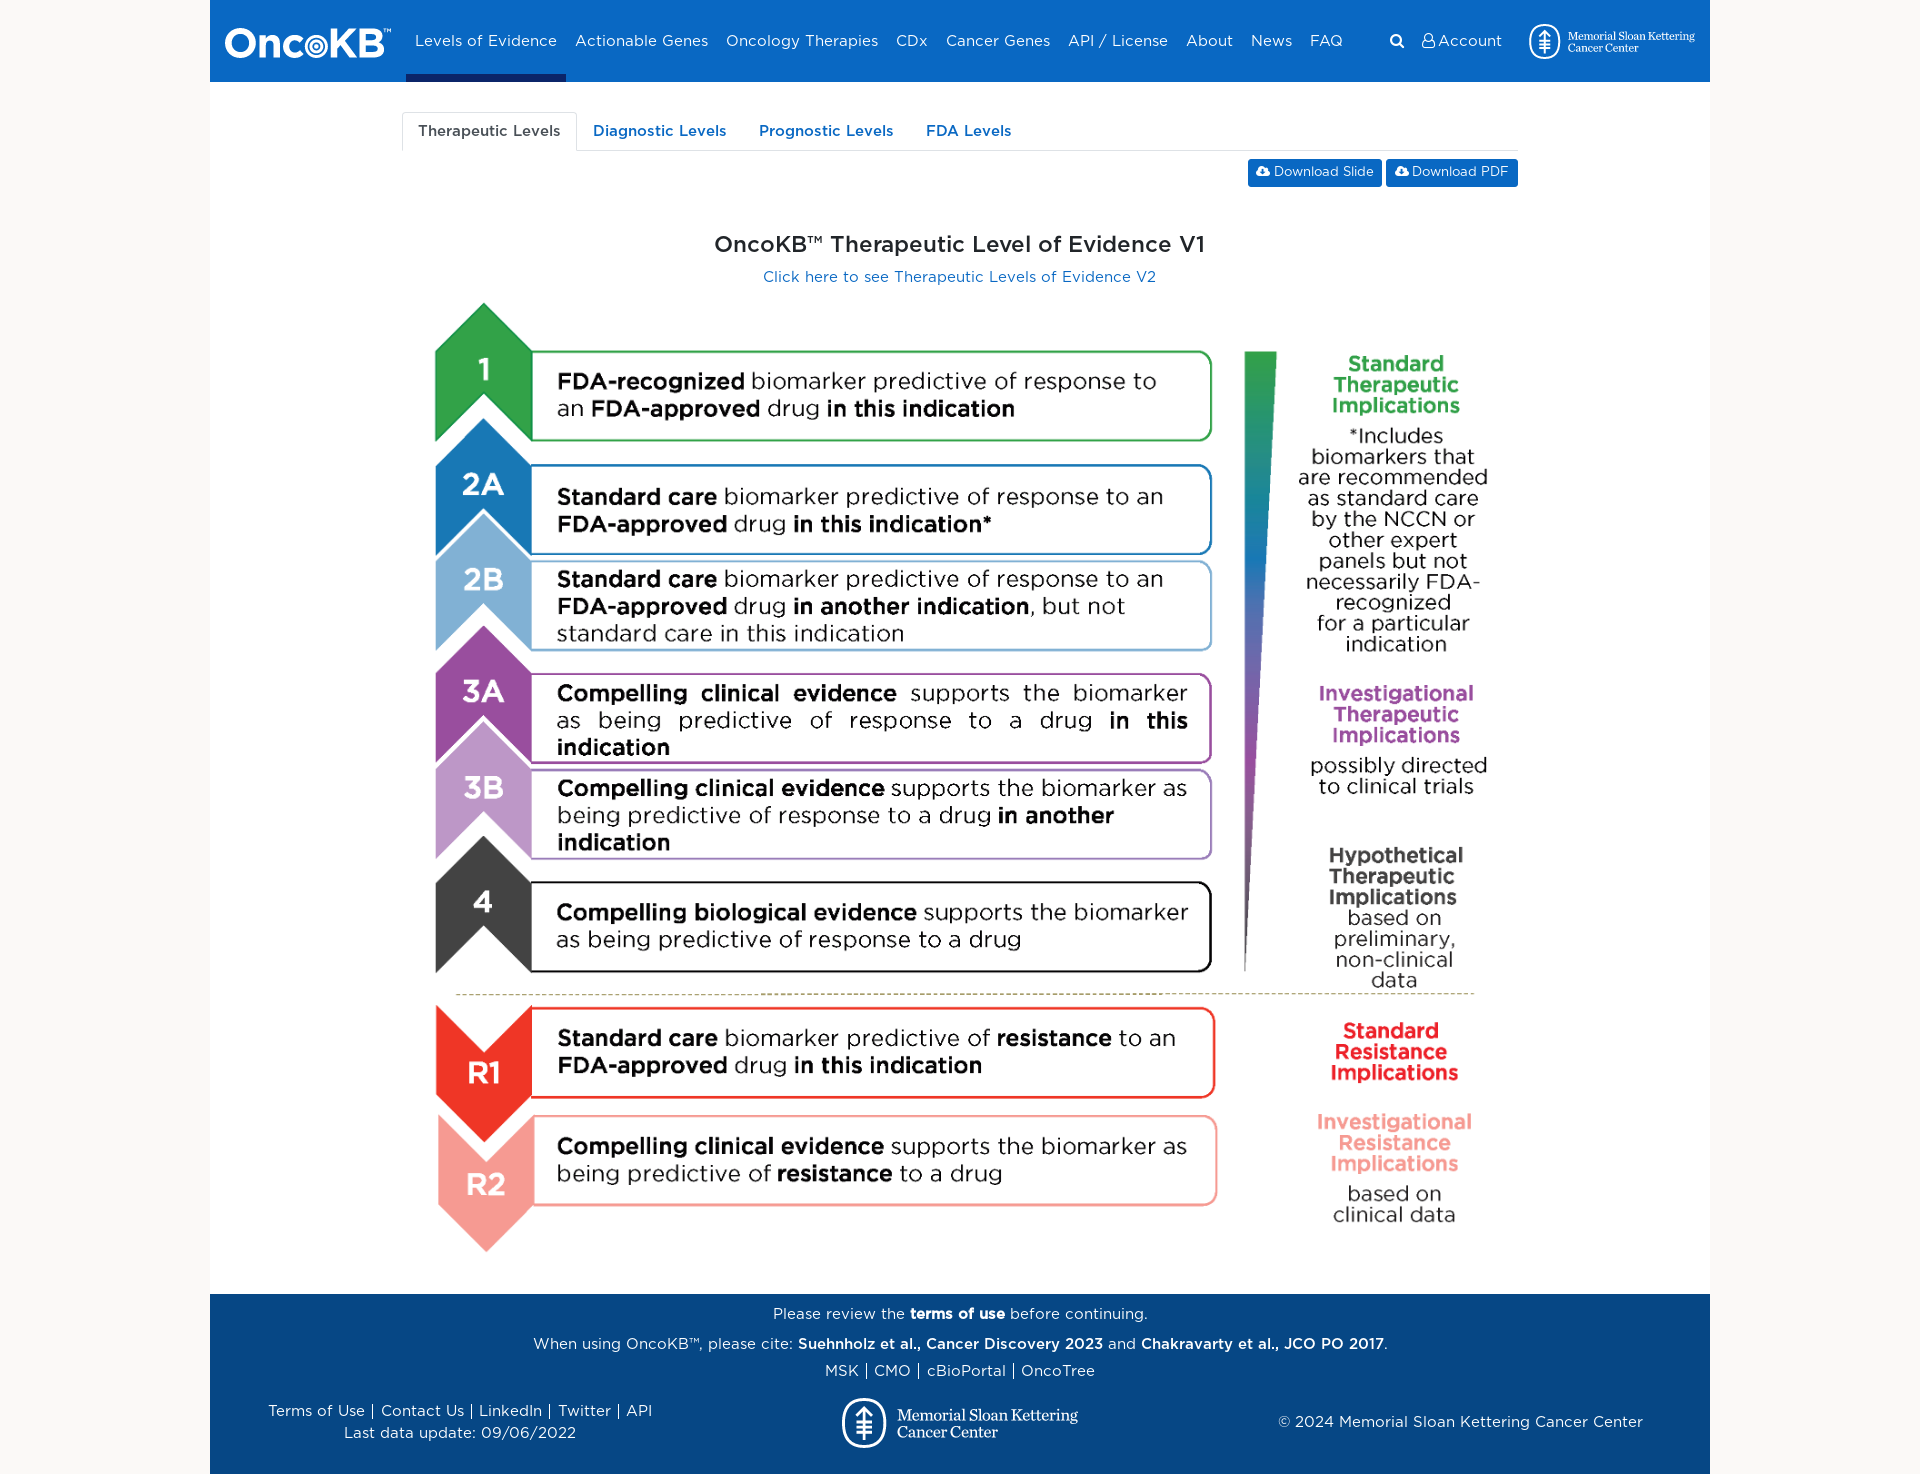 OncoKB™ Levels of Evidence Actionable Genes Oncology Therapies CDx Cancer Genes API / License About News FAQ Account Memorial Sloan Kettering
Cancer Center
Therapeutic Levels Diagnostic Levels Prognostic Levels FDA Levels
Download Slide Download PDF
OncoKB™ Therapeutic Level of Evidence V1
Click here to see Therapeutic Levels of Evidence V2
1
FDA-recognized biomarker predictive of response to
an FDA-approved drug in this indication
2A
Standard care biomarker predictive of response to an
FDA-approved drug in this indication*
2B
Standard care biomarker predictive of response to an
FDA-approved drug in another indication, but not
standard care in this indication
3A
Compelling clinical evidence supports the biomarker
as being predictive of response to a drug in this
indication
3B
Compelling clinical evidence supports the biomarker as
being predictive of response to a drug in another
indication
4
Compelling biological evidence supports the biomarker
as being predictive of response to a drug
Standard
Therapeutic
Implications
*Includes
biomarkers that
are recommended
as standard care
by the NCCN or
other expert
panels but not
necessarily FDA-
recognized
for a particular
indication
Investigational
Therapeutic
Implications
possibly directed
to clinical trials
Hypothetical
Therapeutic
Implications
based on
preliminary,
non-clinical
data
R1
Standard care biomarker predictive of resistance to an
FDA-approved drug in this indication
Standard
Resistance
Implications
R2
Compelling clinical evidence supports the biomarker as
being predictive of resistance to a drug
Investigational
Resistance
Implications
based on
clinical data
Please review the terms of use before continuing.
When using OncoKB™, please cite: Suehnholz et al., Cancer Discovery 2023 and Chakravarty et al., JCO PO 2017.
MSK | CMO | cBioPortal | OncoTree
Terms of Use | Contact Us | LinkedIn | Twitter | API
Last data update: 09/06/2022
Memorial Sloan Kettering
Cancer Center
© 2024 Memorial Sloan Kettering Cancer Center